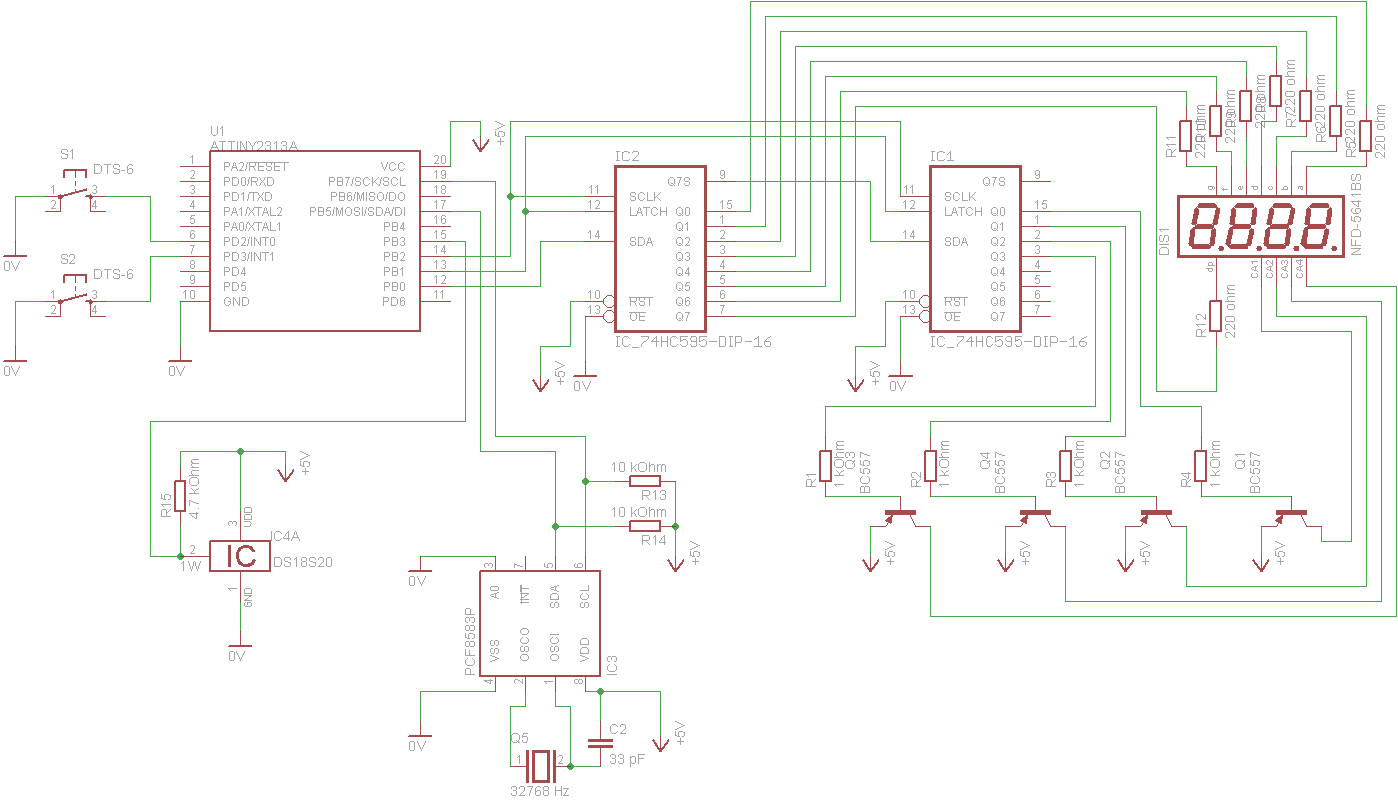 U1
ATTINY2313A
1 PA2/RESET VCC 20
2 PD0/RXD PB7/SCK/SCL 19
3 PD1/TXD PB6/MISO/DO 18
4 PA1/XTAL2 PB5/MOSI/SDA/DI 17
5 PA0/XTAL1 PB4 16
6 PD2/INT0 PB3 15
7 PD3/INT1 PB2 14
8 PD4 PB1 13
9 PD5 PB0 12
10 GND PD6 11
+5V
0V
S1
DTS-6
1 3
2 4
0V
S2
DTS-6
1 3
2 4
0V
IC2
Q7S 9
11 SCLK
12 LATCH Q0 15
Q1 1
14 SDA Q2 2
Q3 3
Q4 4
Q5 5
10 RST Q6 6
13 OE Q7 7
IC_74HC595-DIP-16
+5V
0V
IC1
Q7S 9
11 SCLK
12 LATCH Q0 15
Q1 1
14 SDA Q2 2
Q3 3
Q4 4
Q5 5
10 RST Q6 6
13 OE Q7 7
IC_74HC595-DIP-16
+5V
0V
R11
220 ohm
220 ohm
R9
220 ohm
R8
220 ohm
R7
220 ohm
R6
220 ohm
R5
220 ohm
g f e d c b a
8.8.8.8.
DIS1
NFD-5641BS
dp CA1 CA2 CA3 CA4
R12
220 ohm
R1
1 kOhm
Q3
BC557
+5V
R2
1 kOhm
Q4
BC557
+5V
R3
1 kOhm
Q2
BC557
+5V
R4
1 kOhm
Q1
BC557
+5V
R15
4.7 kOhm
+5V
3 VDD
2
1W
IC
IC4A
DS18S20
1 GND
0V
10 kOhm
R13
10 kOhm
R14
+5V
0V
3 7 5 6
A0 INT SDA SCL
PCF8583P
VSS OSCO OSCI VDD
IC3
4 2 1 8
0V
Q5
1 2
32768 Hz
C2
33 pF
+5V